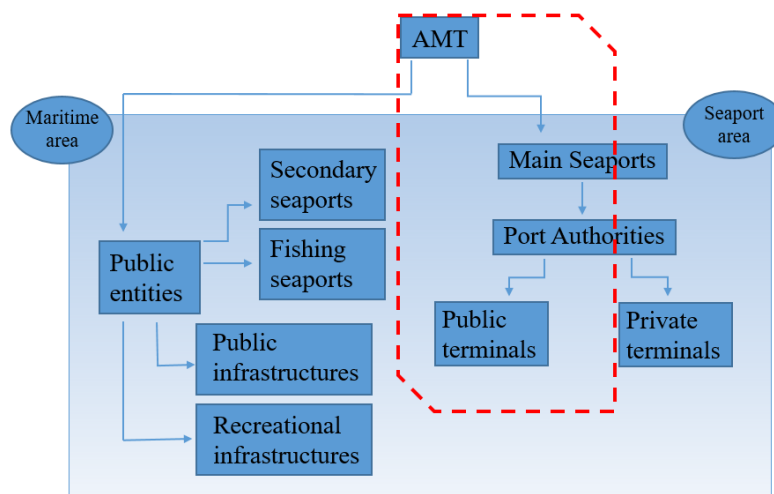 AMT
Maritime
area
Seaport
area
Main Seaports
Secondary
seaports
Port Authorities
Fishing
seaports
Public
entities
Public
terminals
Private
terminals
Public
infrastructures
Recreational
infrastructures